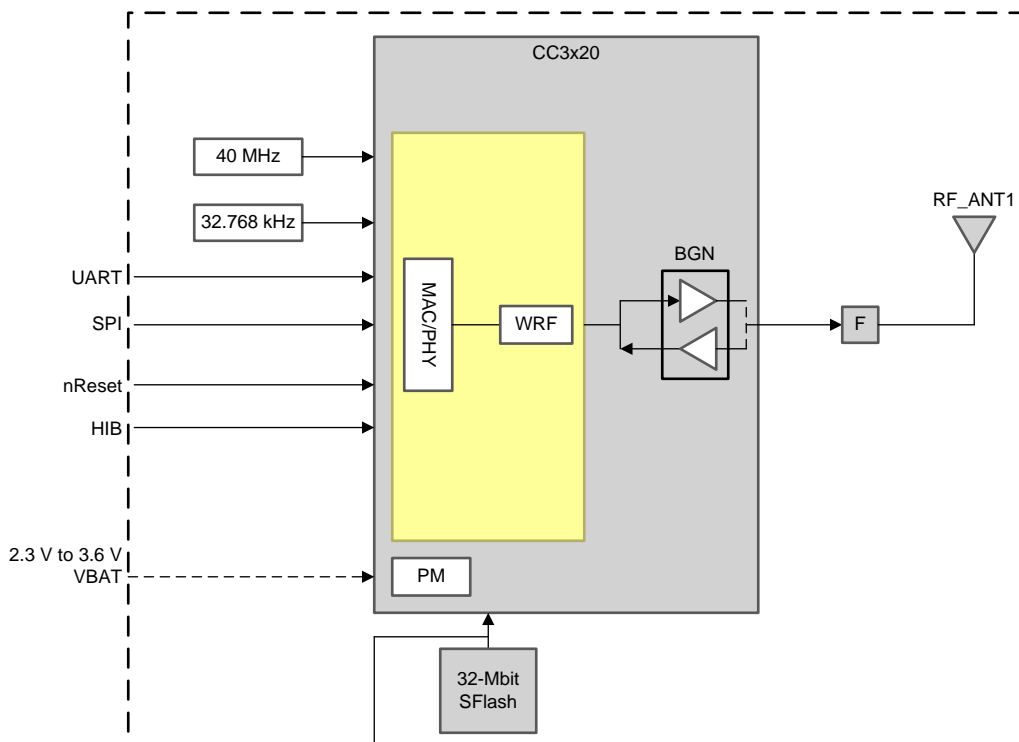 CC3x20
40 MHz
32.768 kHz
RF_ANT1
BGN
UART
MAC/PHY
SPI
WRF
F
nReset
HIB
2.3 V to 3.6 V
VBAT
PM
32-Mbit
SFlash